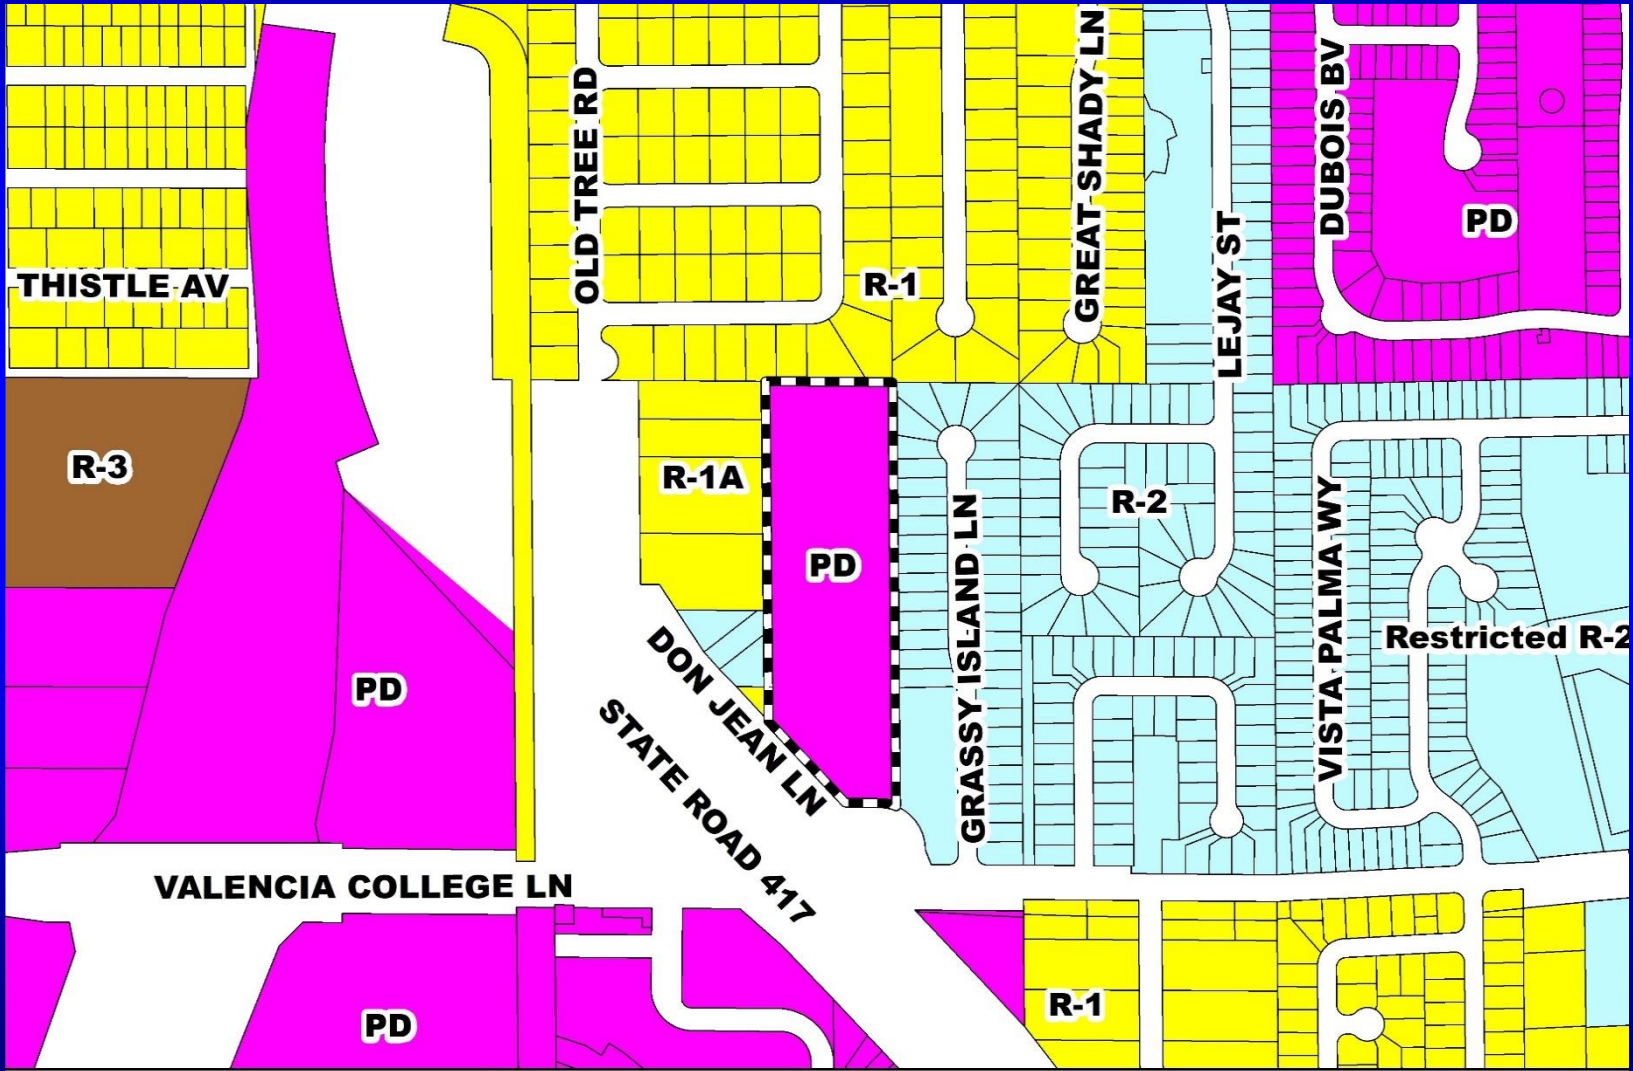 GREAT SHADY LN
DUBOIS BV
OLD TREE RD
PD
LEJAY ST
THISTLE AV
R-1
R-3
R-1A
R-2
PD
GRASSY ISLAND LN
VISTA PALMA WY
Restricted R-2
DON JEAN LN
PD
STATE ROAD 417
VALENCIA COLLEGE LN
R-1
PD